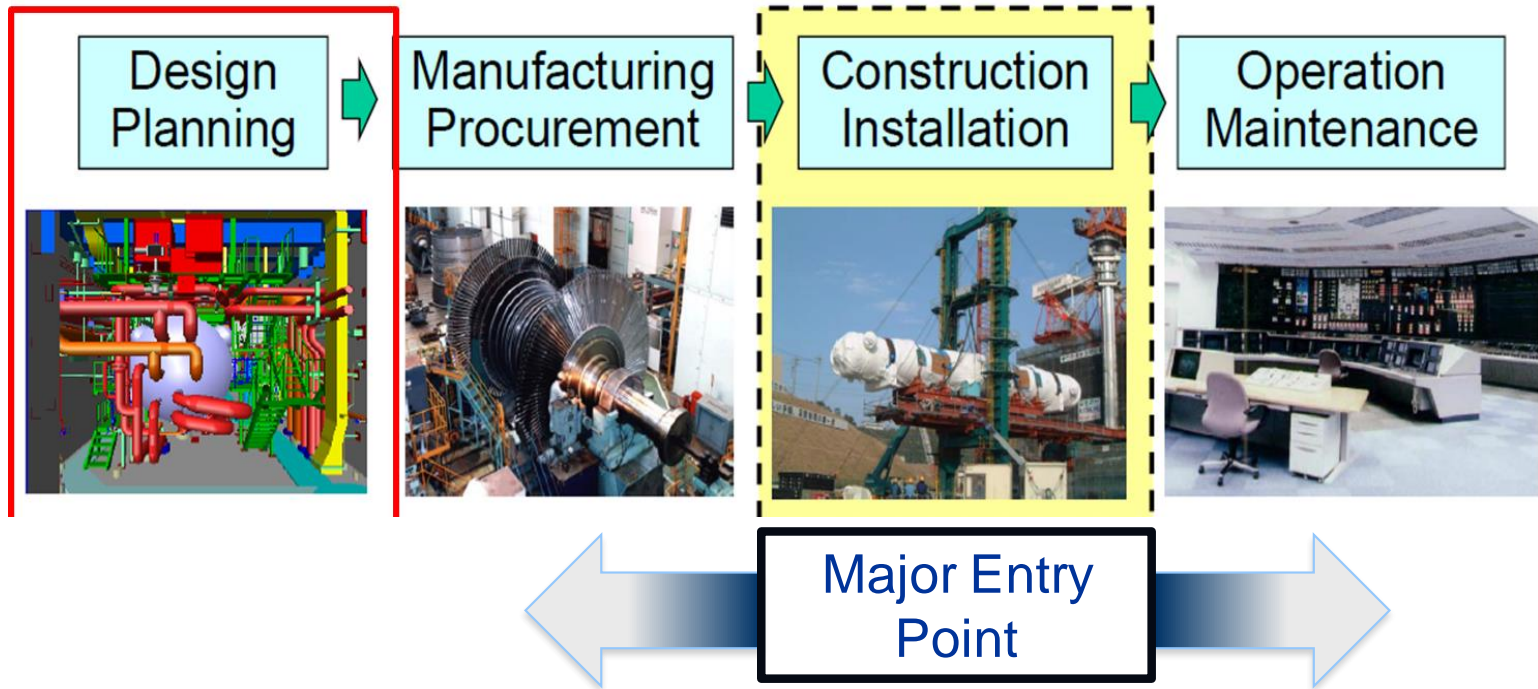 Design
Planning
Manufacturing
Procurement
Construction
Installation
Operation
Maintenance
Major Entry
Point